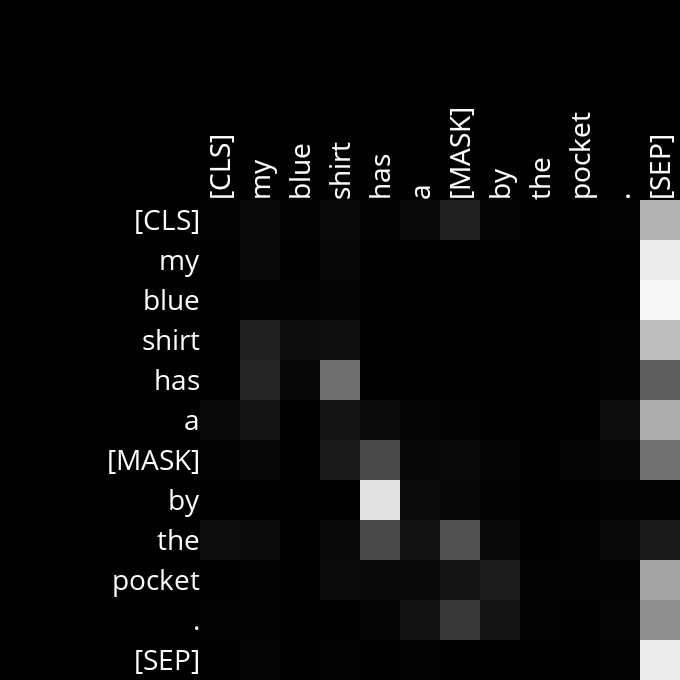 [CLS] my blue shirt has a [MASK] by the pocket . [SEP]
[CLS]
my
blue
shirt
has
a
[MASK]
by
the
pocket
.
[SEP]